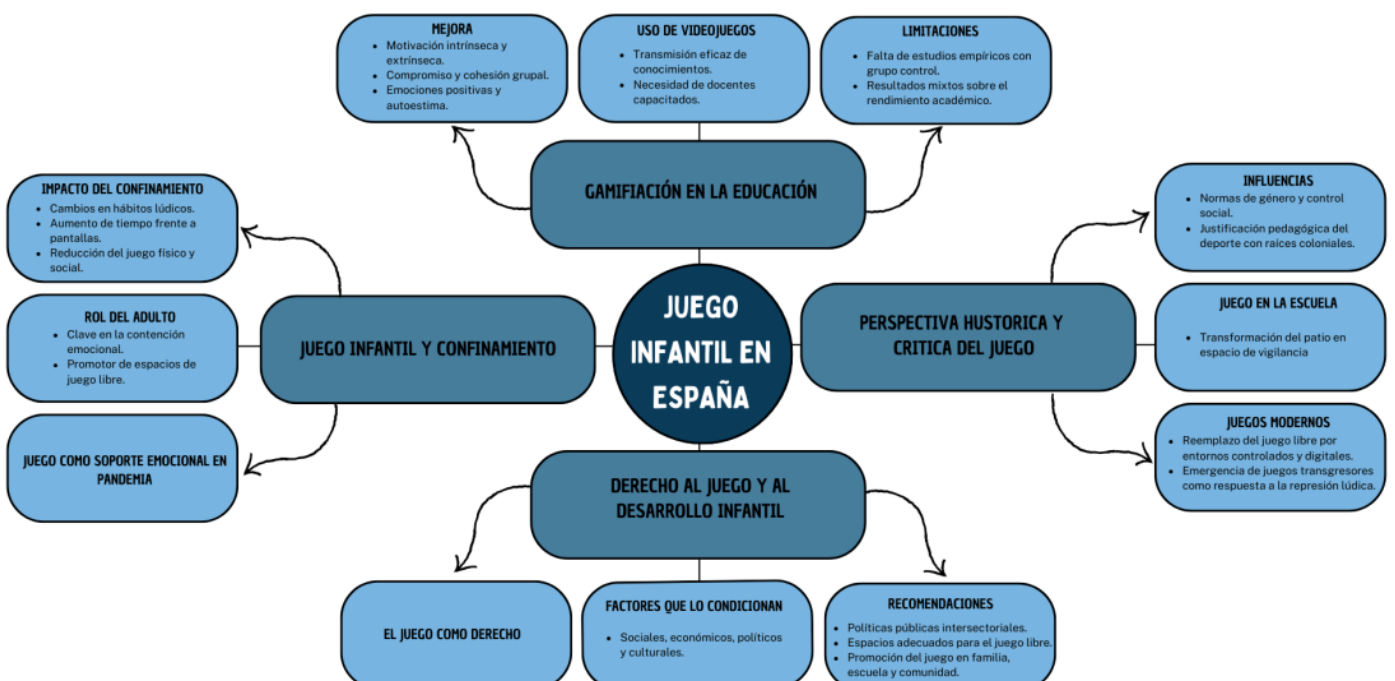 MEJORA
• Motivación intrínseca y
extrínseca.
• Compromiso y cohesión grupal.
• Emociones positivas y
autoestima.
USO DE VIDEOJUEGOS
• Transmisión eficaz de
conocimientos.
• Necesidad de docentes
capacitados.
LIMITACIONES
• Falta de estudios empíricos con
grupo control.
• Resultados mixtos sobre el
rendimiento académico.
GAMIFIACIÓN EN LA EDUCACIÓN
IMPACTO DEL CONFINAMIENTO
• Cambios en hábitos lúdicos.
• Aumento de tiempo frente a
pantallas.
• Reducción del juego físico y
social.
ROL DEL ADULTO
• Clave en la contención
emocional.
• Promotor de espacios de
juego libre.
JUEGO COMO SOPORTE EMOCIONAL EN
PANDEMIA
JUEGO INFANTIL Y CONFINAMIENTO
JUEGO
INFANTIL EN
ESPAÑA
PERSPECTIVA HUSTORICA Y
CRITICA DEL JUEGO
INFLUENCIAS
• Normas de género y control
social.
• Justificación pedagógica del
deporte con raíces coloniales.
JUEGO EN LA ESCUELA
• Transformación del patio en
espacio de vigilancia
JUEGOS MODERNOS
• Reemplazo del juego libre por
entornos controlados y digitales.
• Emergencia de juegos transgresores
como respuesta a la represión lúdica.
DERECHO AL JUEGO Y AL
DESARROLLO INFANTIL
EL JUEGO COMO DERECHO
FACTORES QUE LO CONDICIONAN
• Sociales, económicos, políticos
y culturales.
RECOMENDACIONES
• Políticas públicas intersectoriales.
• Espacios adecuados para el juego libre.
• Promoción del juego en familia,
escuela y comunidad.